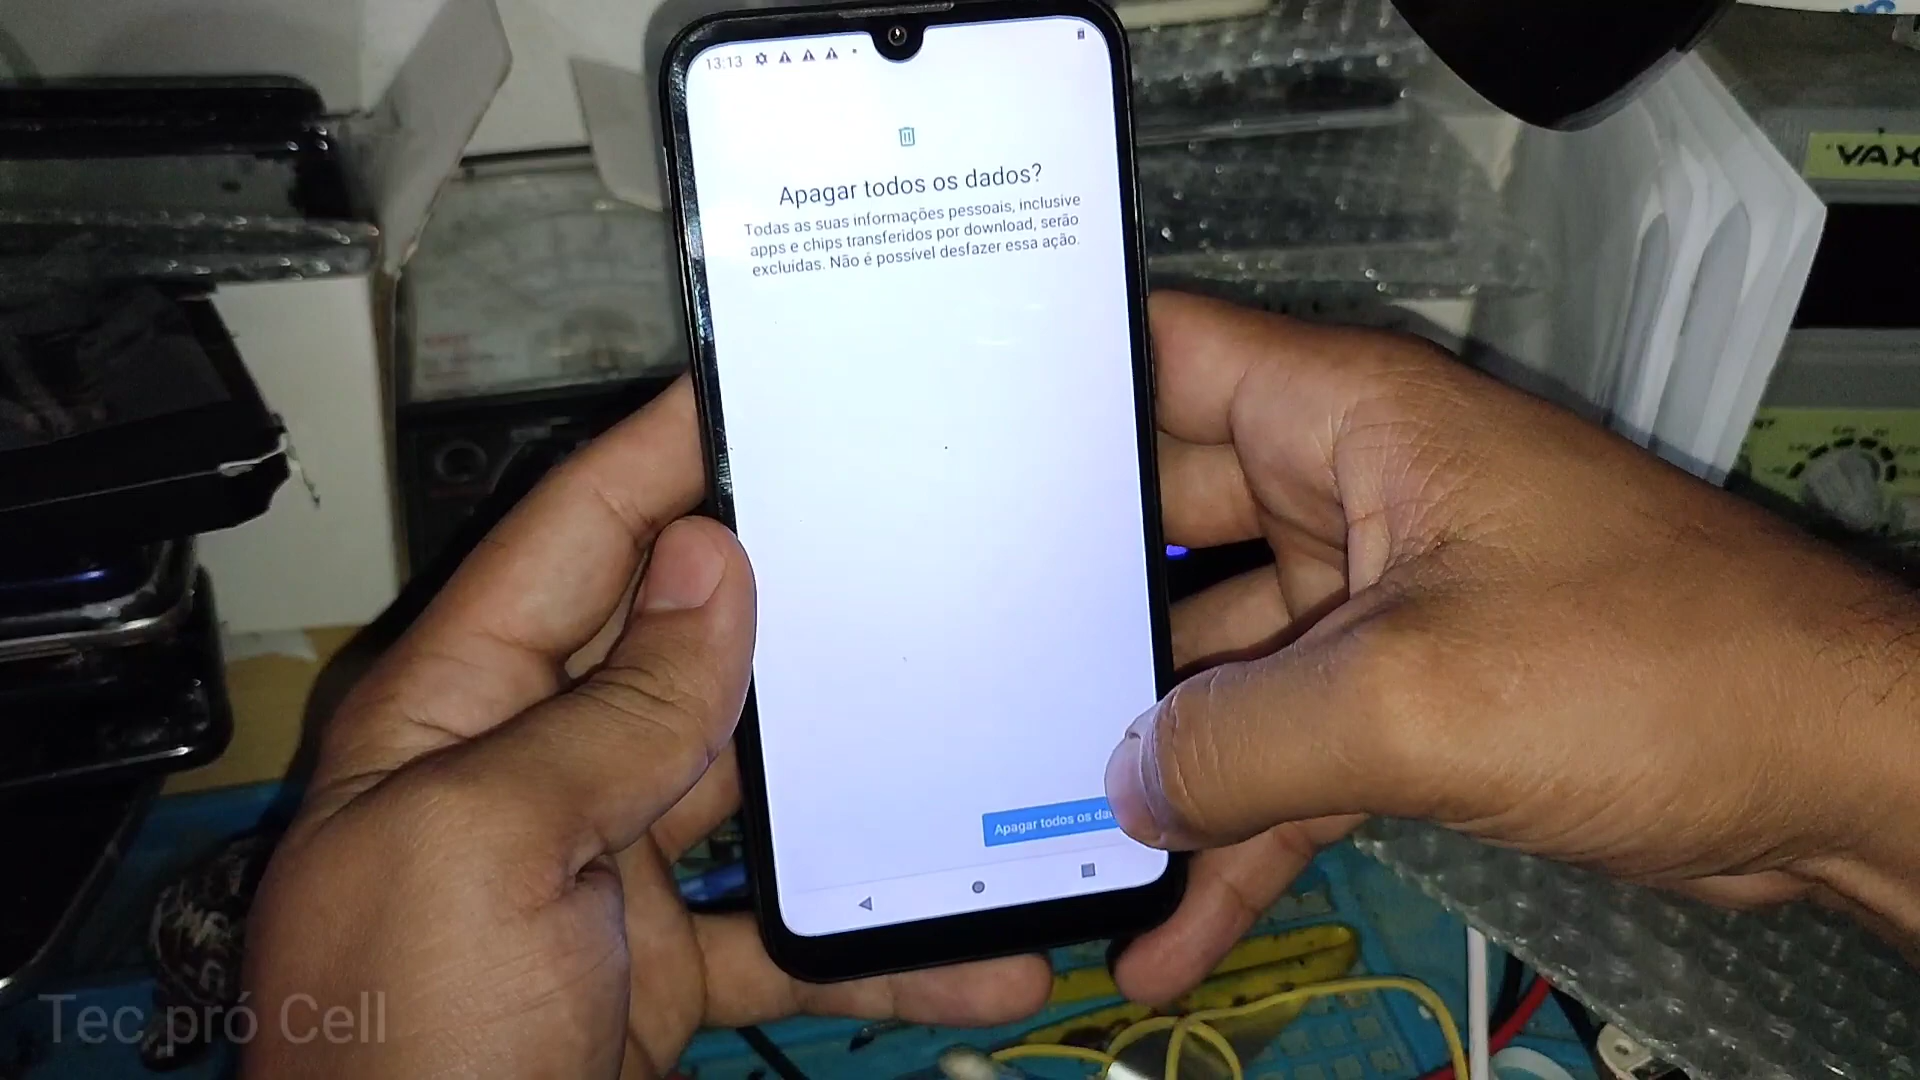 13:13
Apagar todos os dados?
Todas as suas informações pessoais, inclusive
apps e chips transferidos por download, serão
excluídas. Não é possível desfazer essa ação.
Apagar todos os da
Tec pró Cell
YAX